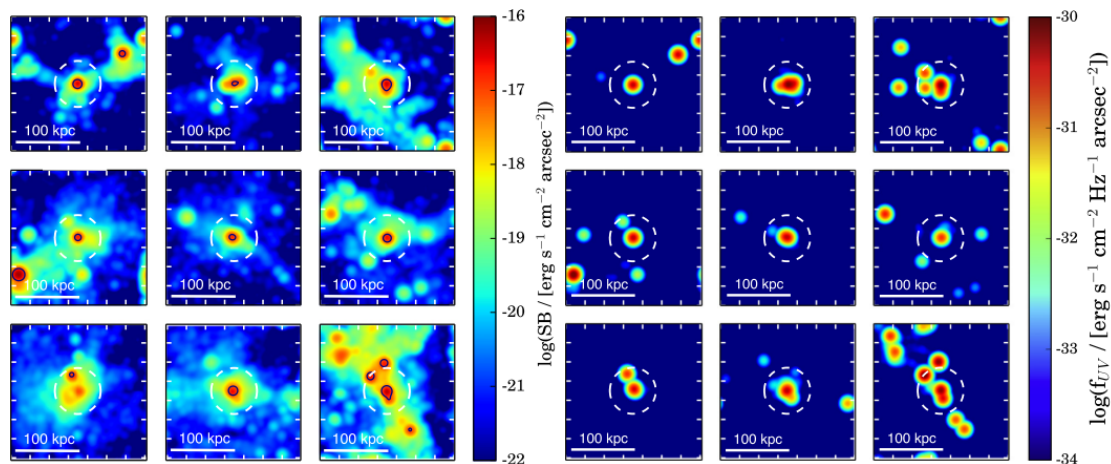 100 kpc 100 kpc 100 kpc
100 kpc 100 kpc 100 kpc
100 kpc 100 kpc 100 kpc
-16
-17
-18
-19
-20
-21
-22
log(SB / [erg s⁻¹ cm⁻² arcsec⁻²])
100 kpc 100 kpc 100 kpc
100 kpc 100 kpc 100 kpc
100 kpc 100 kpc 100 kpc
-30
-31
-32
-33
-34
log(f_UV / [erg s⁻¹ cm⁻² Hz⁻¹ arcsec⁻²])